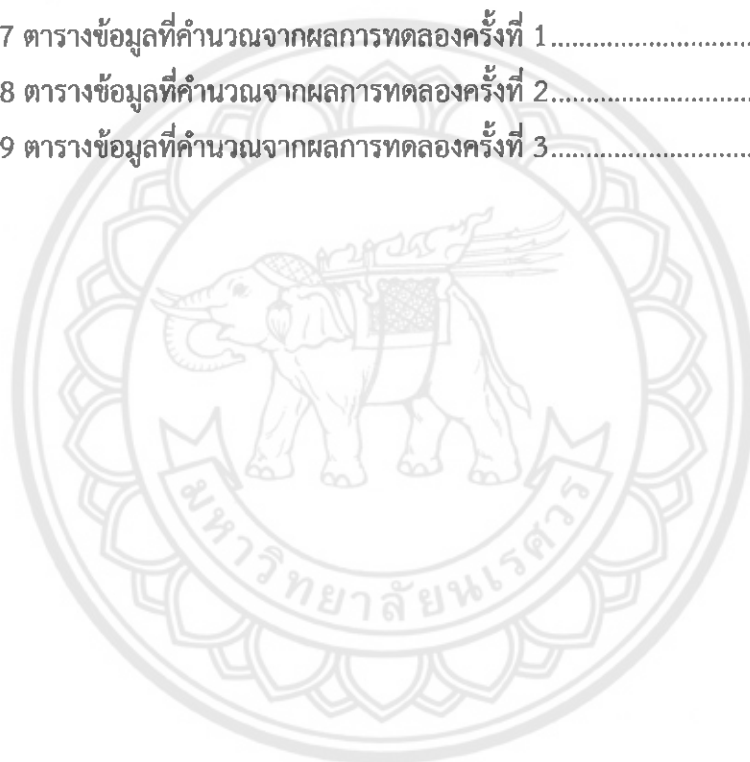 7 ตารางข้อมูลที่คำนวณจากผลการทดลองครั้งที่ 1............................
8 ตารางข้อมูลที่คำนวณจากผลการทดลองครั้งที่ 2............................
9 ตารางข้อมูลที่คำนวณจากผลการทดลองครั้งที่ 3............................
มหาวิทยาลัยนเรศวร